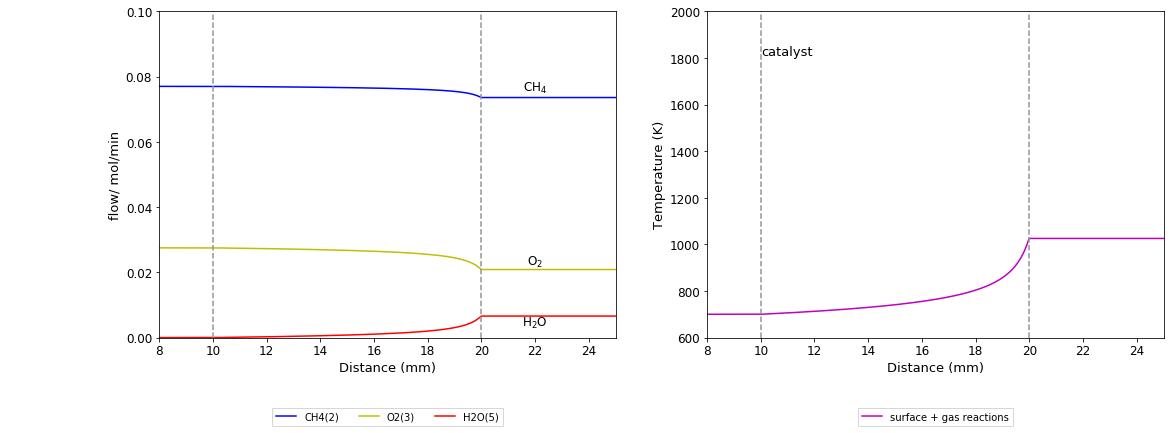 flow/ mol/min
0.10
0.08
0.06
0.04
0.02
0.00
CH₄
O₂
H₂O
8 10 12 14 16 18 20 22 24
Distance (mm)
CH4(2) O2(3) H2O(5)
Temperature (K)
2000
1800
1600
1400
1200
1000
800
600
catalyst
8 10 12 14 16 18 20 22 24
Distance (mm)
surface + gas reactions